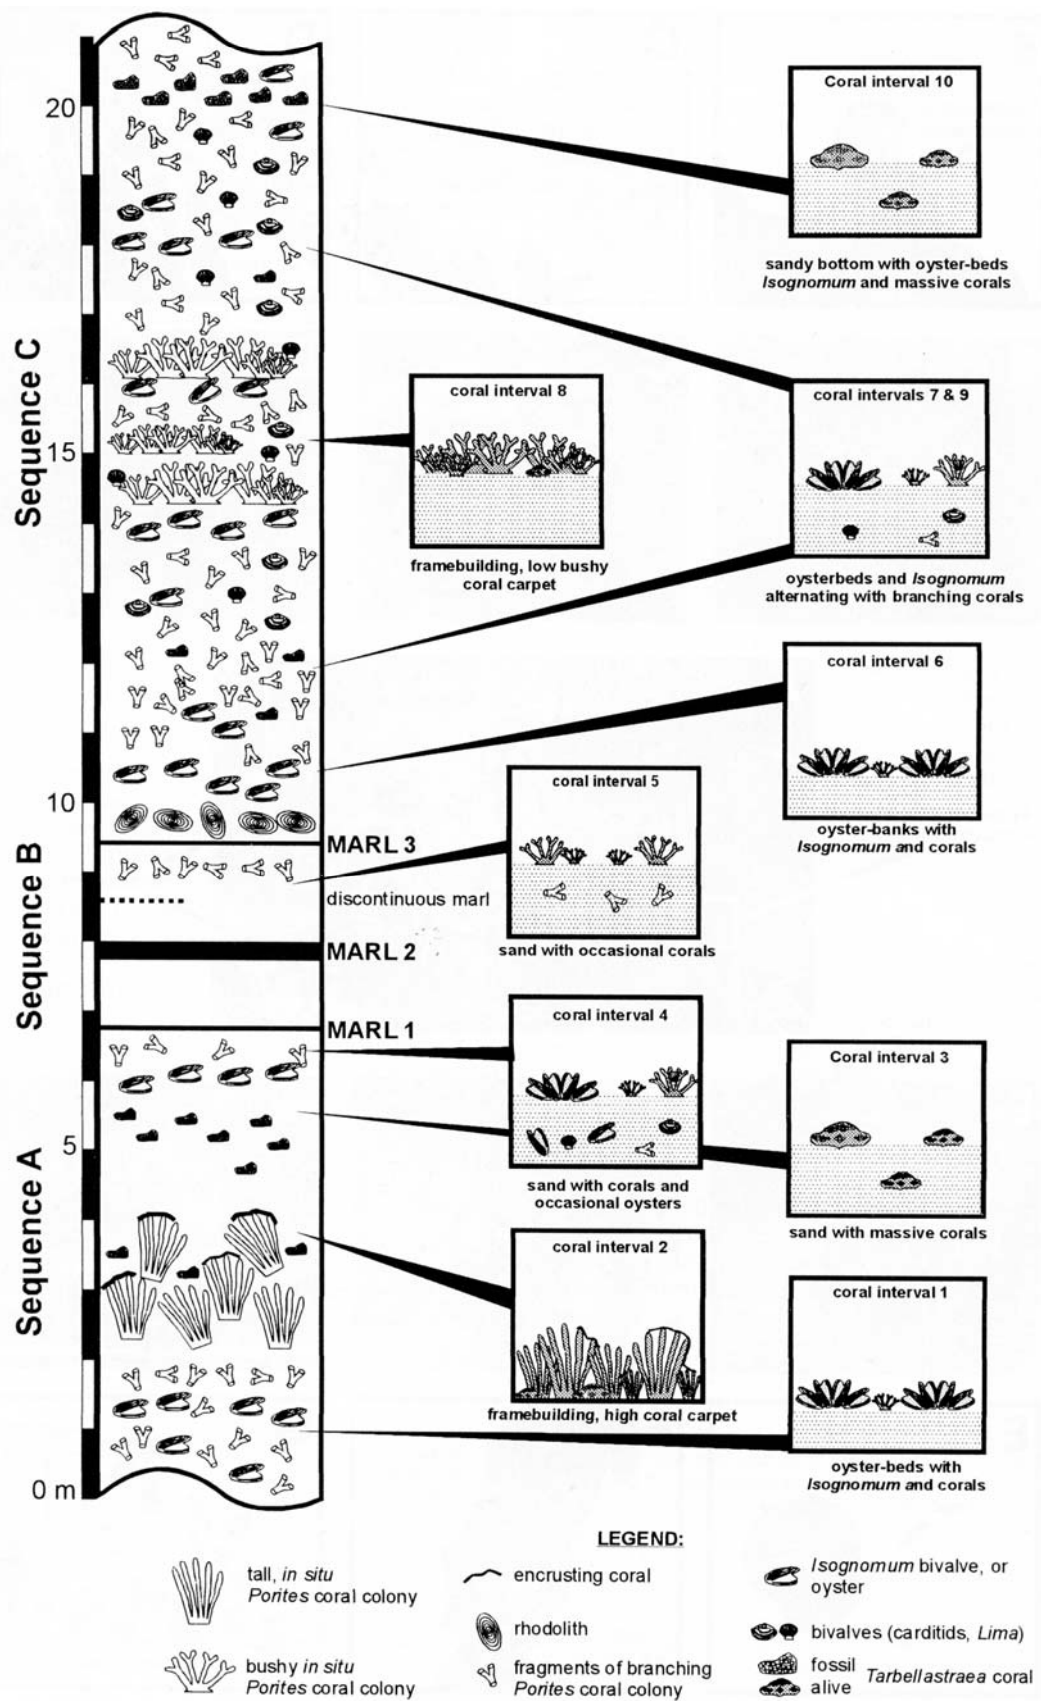 20
15
10
5
0 m
Sequence C
Sequence B
Sequence A
MARL 3
discontinuous marl
MARL 2
MARL 1
Coral interval 10
sandy bottom with oyster-beds
Isognomum and massive corals
coral interval 8
framebuilding, low bushy
coral carpet
coral intervals 7 & 9
oysterbeds and Isognomum
alternating with branching corals
coral interval 6
oyster-banks with
Isognomum and corals
coral interval 5
sand with occasional corals
coral interval 4
sand with corals and
occasional oysters
Coral interval 3
sand with massive corals
coral interval 2
framebuilding, high coral carpet
Coral interval 1
oyster-beds with
Isognomum and corals
LEGEND:
tall, in situ
Porites coral colony
bushy in situ
Porites coral colony
encrusting coral
rhodolith
fragments of branching
Porites coral colony
Isognomum bivalve, or
oyster
bivalves (carditids, Lima)
fossil
alive
Tarbellastraea coral